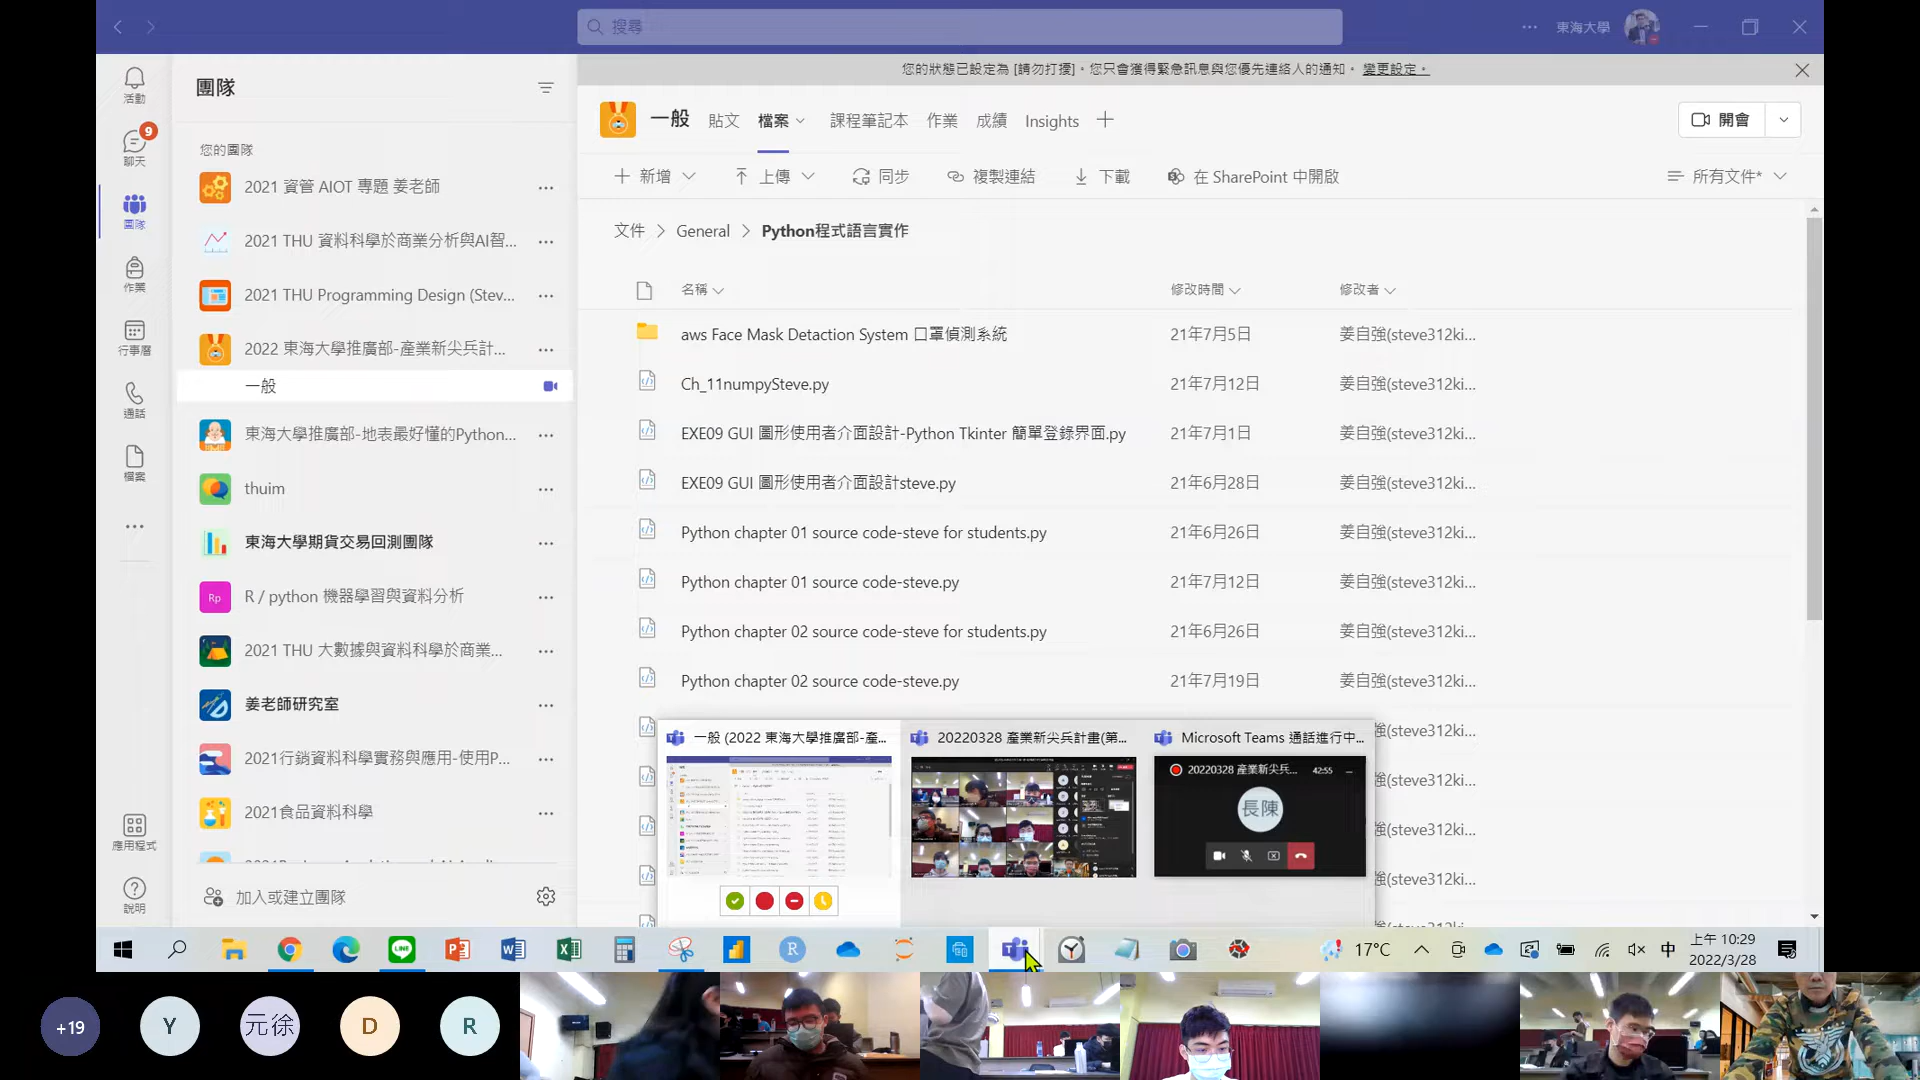 搜尋
東海大學
您的狀態已設定為 [請勿打擾]。您只會獲得緊急訊息與您優先連絡人的通知。 變更設定。
活動
9
聊天
團隊
作業
行事曆
通話
檔案
應用程式
說明
團隊
您的團隊
2021 資管 AIOT 專題 姜老師
2021 THU 資料科學於商業分析與AI智...
2021 THU Programming Design (Stev...
2022 東海大學推廣部-產業新尖兵計...
一般
東海大學推廣部-地表最好懂的Python...
thuim
東海大學期貨交易回測團隊
Rp
R / python 機器學習與資料分析
2021 THU 大數據與資料科學於商業...
姜老師研究室
2021行銷資料科學實務與應用-使用P...
2021食品資料科學
加入或建立團隊
一般
貼文
檔案
課程筆記本
作業
成績
Insights
開會
新增
上傳
同步
複製連結
下載
在 SharePoint 中開啟
所有文件*
文件 > General > Python程式語言實作
名稱
修改時間
修改者
aws Face Mask Detaction System 口罩偵測系統 21年7月5日 姜自強(steve312ki...
Ch_11numpySteve.py 21年7月12日 姜自強(steve312ki...
EXE09 GUI 圖形使用者介面設計-Python Tkinter 簡單登錄界面.py 21年7月1日 姜自強(steve312ki...
EXE09 GUI 圖形使用者介面設計steve.py 21年6月28日 姜自強(steve312ki...
Python chapter 01 source code-steve for students.py 21年6月26日 姜自強(steve312ki...
Python chapter 01 source code-steve.py 21年7月12日 姜自強(steve312ki...
Python chapter 02 source code-steve for students.py 21年6月26日 姜自強(steve312ki...
Python chapter 02 source code-steve.py 21年7月19日 姜自強(steve312ki...
強(steve312ki...
強(steve312ki...
強(steve312ki...
強(steve312ki...
一般 (2022 東海大學推廣部-產...
20220328 產業新尖兵計畫(第...
Microsoft Teams 通話進行中...
20220328 產業新尖兵... 42:55
長陳
17°C
中
上午 10:29
2022/3/28
+19
Y
元徐
D
R